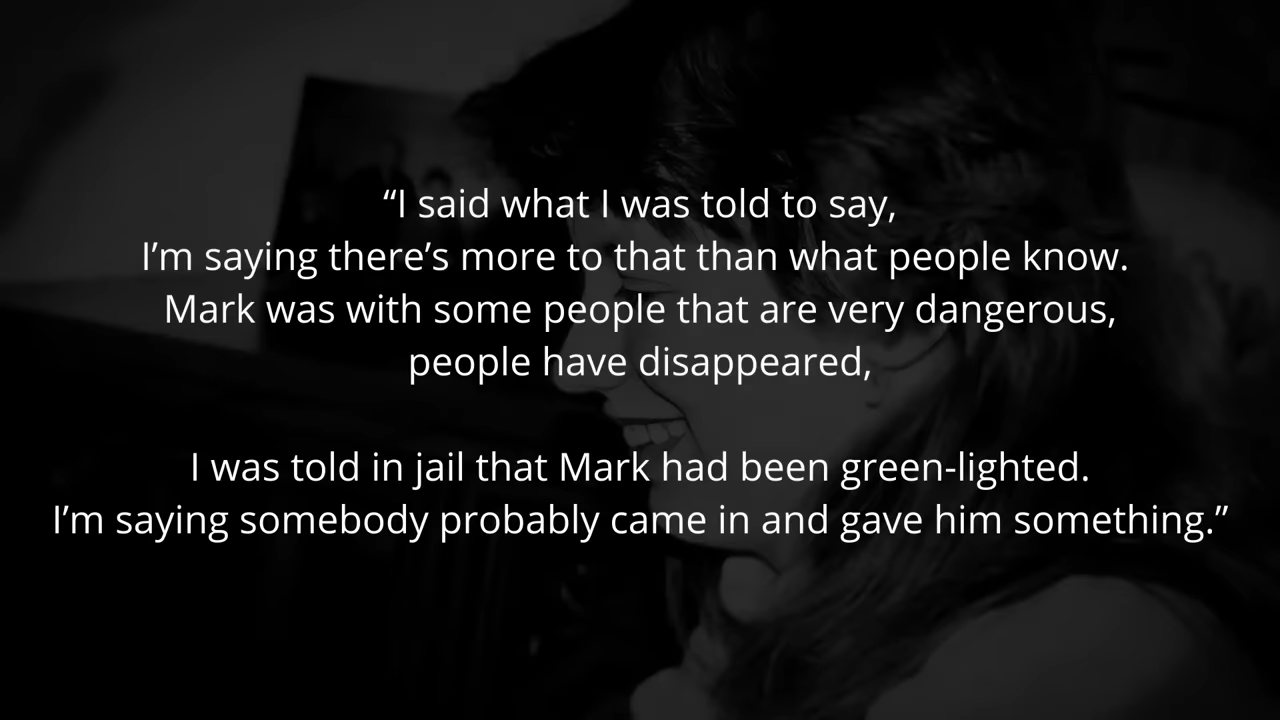 “I said what I was told to say,
I’m saying there’s more to that than what people know.
Mark was with some people that are very dangerous,
people have disappeared,
I was told in jail that Mark had been green-lighted.
I’m saying somebody probably came in and gave him something.”